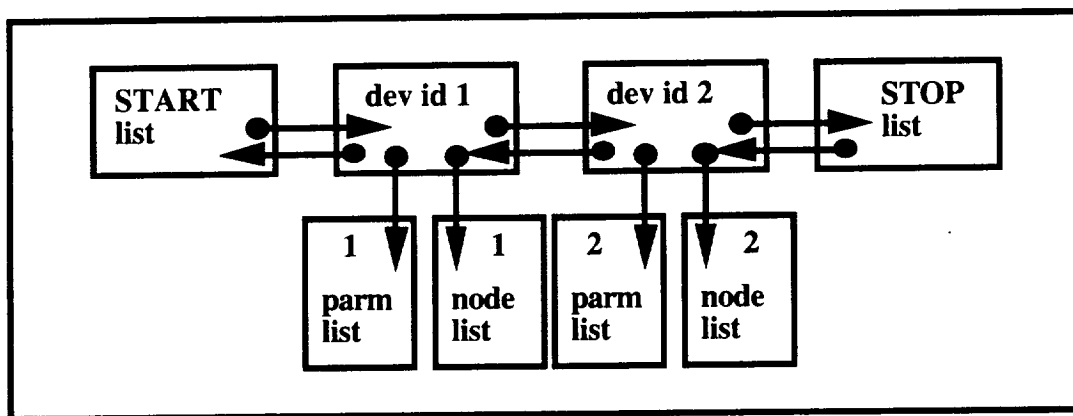 START
list
dev id 1
dev id 2
STOP
list
1
parm
list
1
node
list
2
parm
list
2
node
list